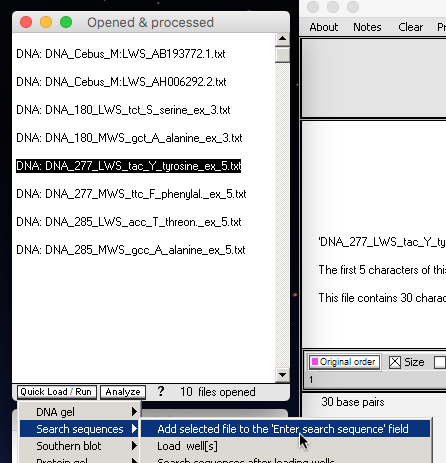 Opened & processed
DNA: DNA_Cebus_M:LWS_AB193772.1.txt
DNA: DNA_Cebus_M:LWS_AH006292.2.txt
DNA: DNA_180_LWS_tct_S_serine_ex_3.txt
DNA: DNA_180_MWS_gct_A_alanine_ex_3.txt
DNA: DNA_277_LWS_tac_Y_tyrosine_ex_5.txt
DNA: DNA_277_MWS_ttc_F_phenylal._ex_5.txt
DNA: DNA_285_LWS_acc_T_threon._ex_5.txt
DNA: DNA_285_MWS_gcc_A_alanine_ex_5.txt
Quick Load / Run Analyze ? 10 files opened
DNA gel
Search sequences
Southern blot
Protein gel
Add selected file to the 'Enter search sequence' field
Load well[s]
Search sequences after loading wells
About Notes Clear
'DNA_277_LWS_tac_Y_ty
The first 5 characters of this
This file contains 30 charac
Original order Size
1
30 base pairs